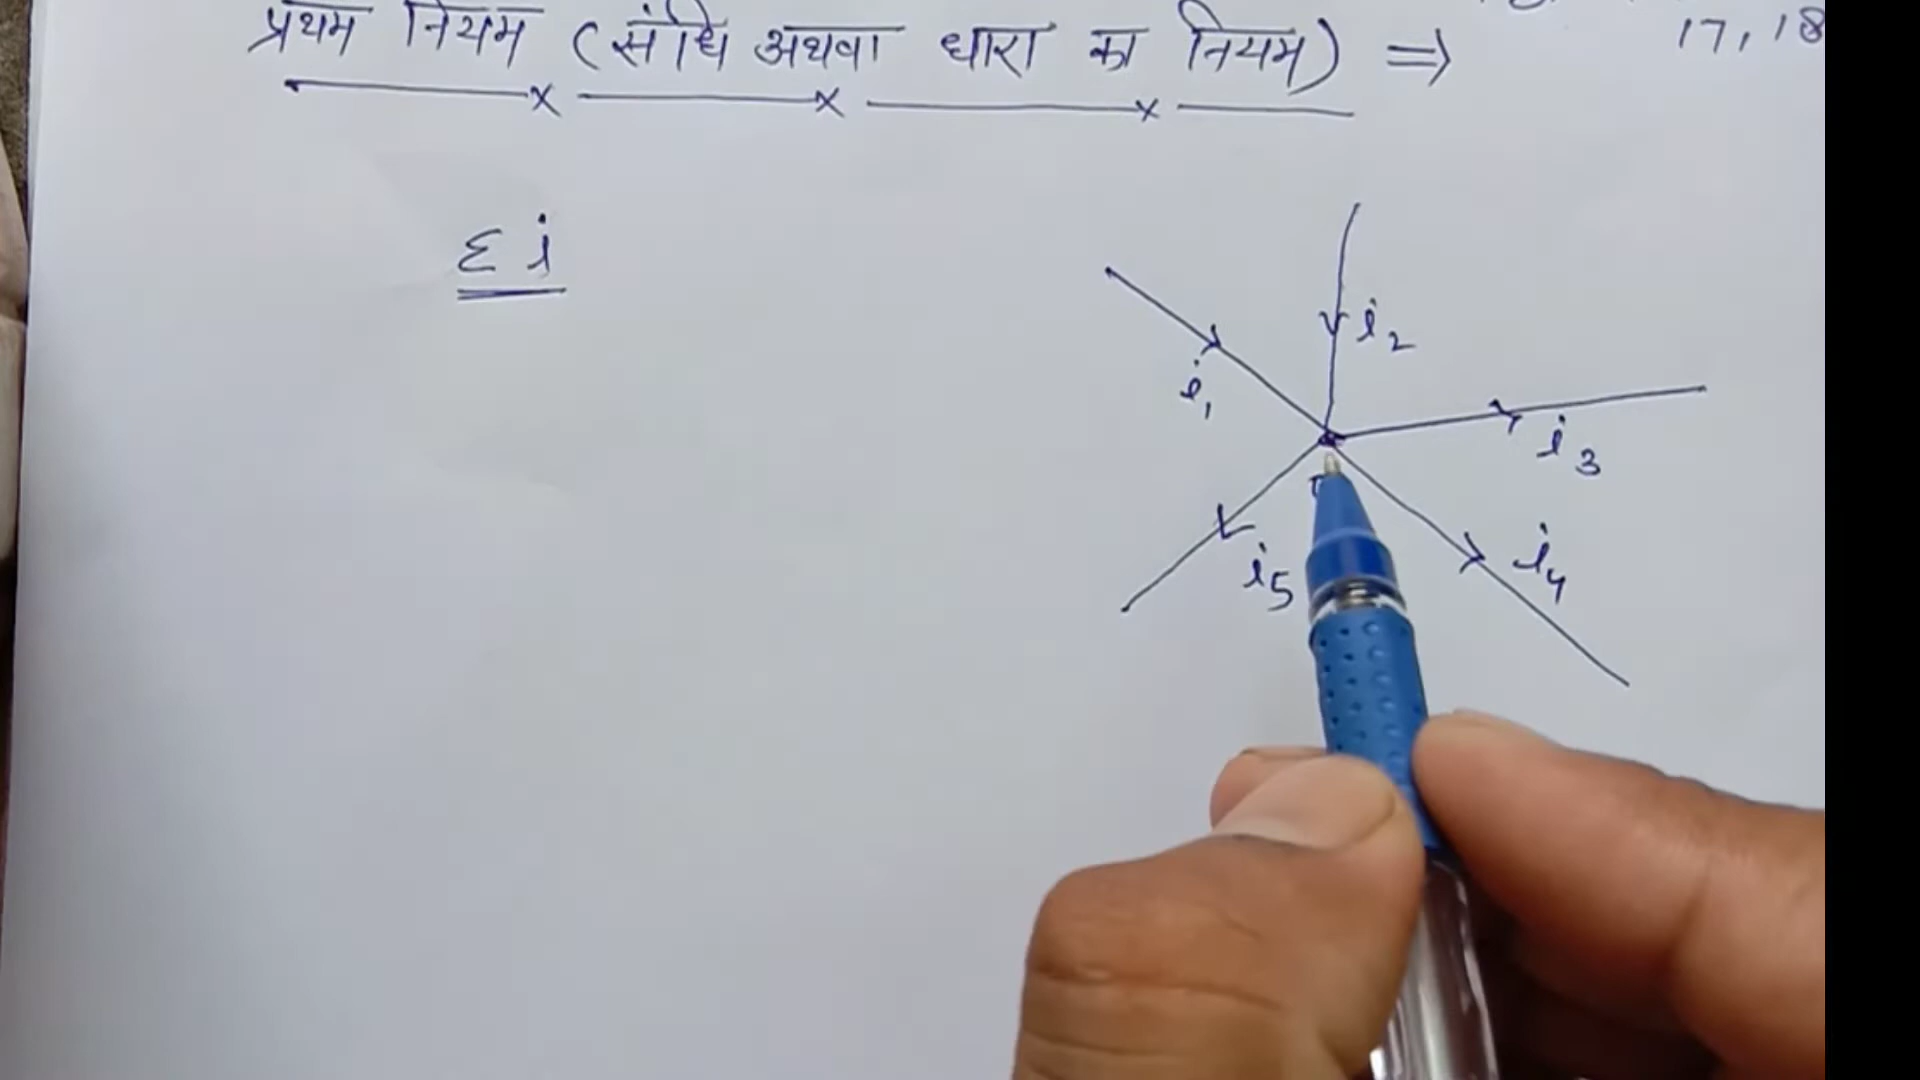 17, 18
प्रथम नियम (संधि अथवा धारा का नियम) ⇒
Σ i
i₂
i₁
i₃
i₄
i₅